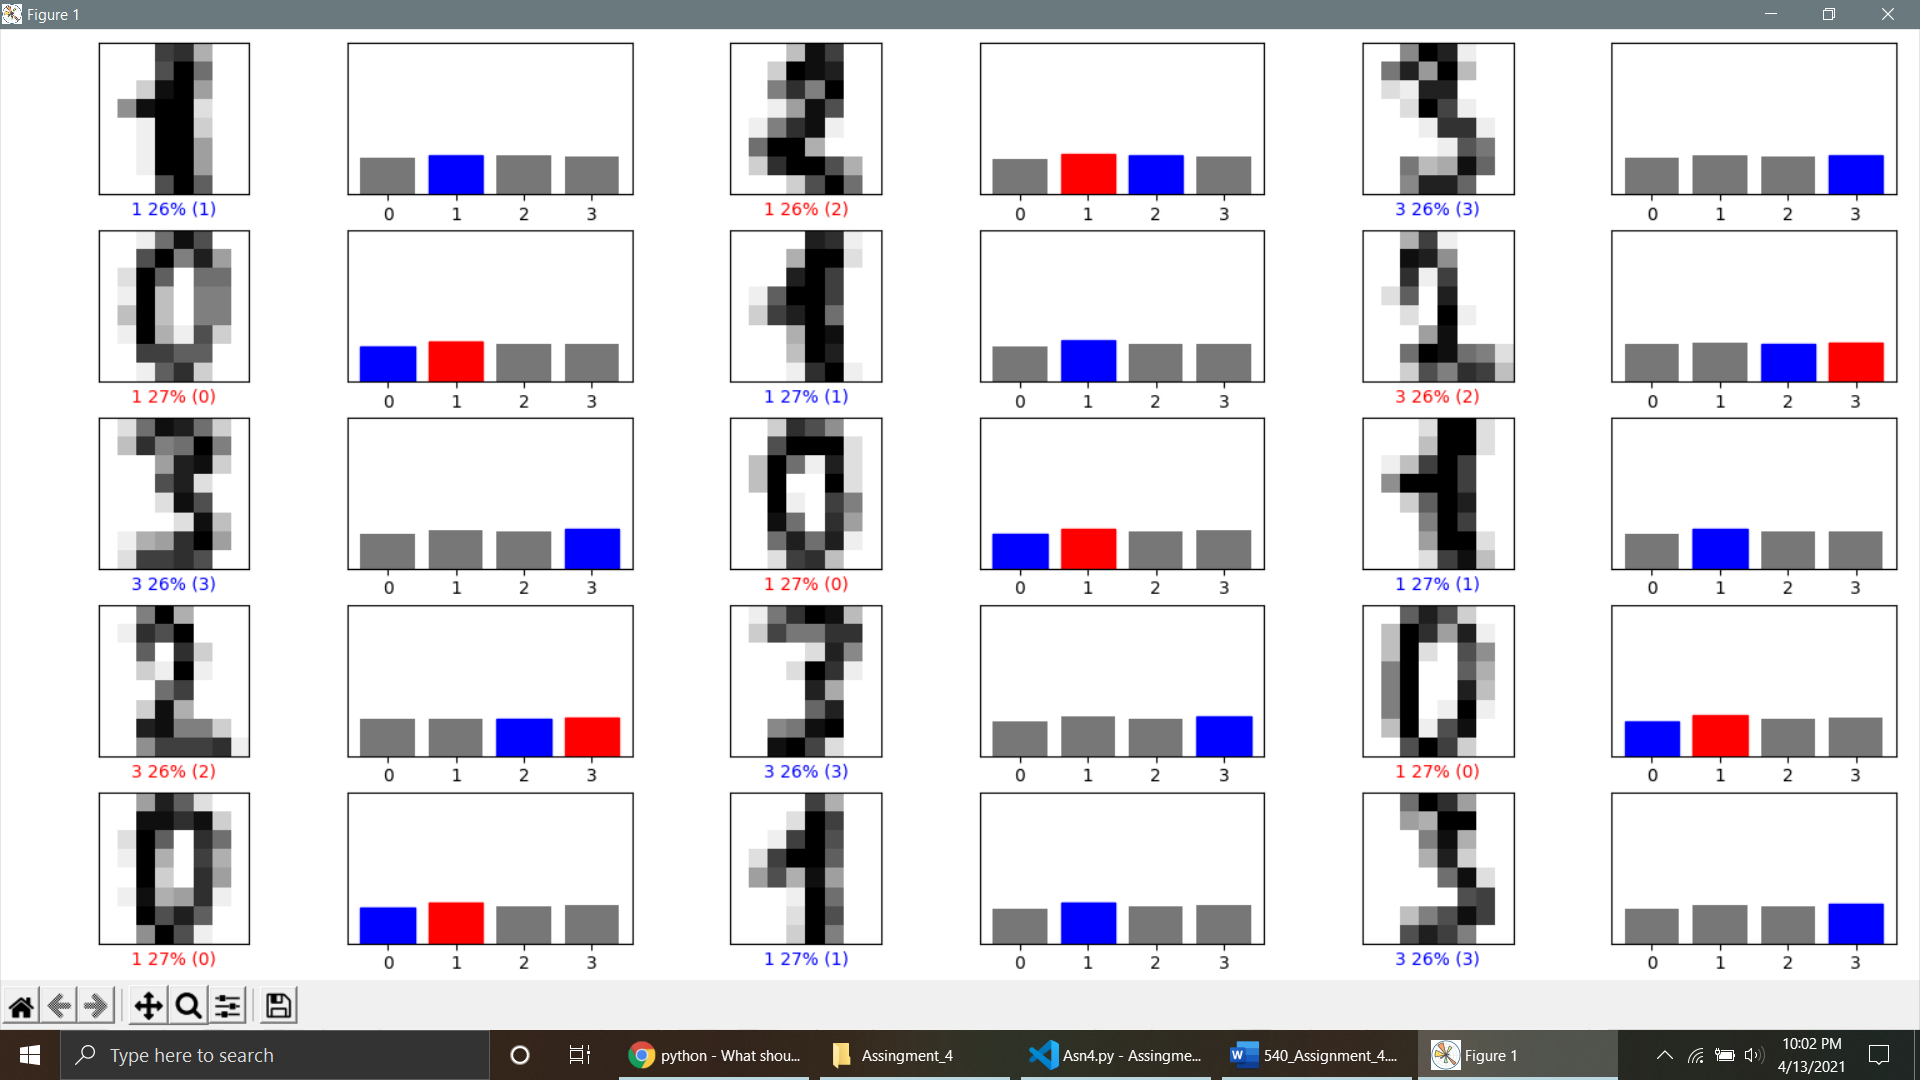 Figure 1
1 26% (1)
0 1 2 3
1 26% (2)
0 1 2 3
3 26% (3)
0 1 2 3
1 27% (0)
0 1 2 3
1 27% (1)
0 1 2 3
3 26% (2)
0 1 2 3
3 26% (3)
0 1 2 3
1 27% (0)
0 1 2 3
1 27% (1)
0 1 2 3
3 26% (2)
0 1 2 3
3 26% (3)
0 1 2 3
1 27% (0)
0 1 2 3
1 27% (0)
0 1 2 3
1 27% (1)
0 1 2 3
3 26% (3)
0 1 2 3
Type here to search
python - What shou...
Assingment_4
Asn4.py - Assingme...
540_Assignment_4....
Figure 1
10:02 PM
4/13/2021